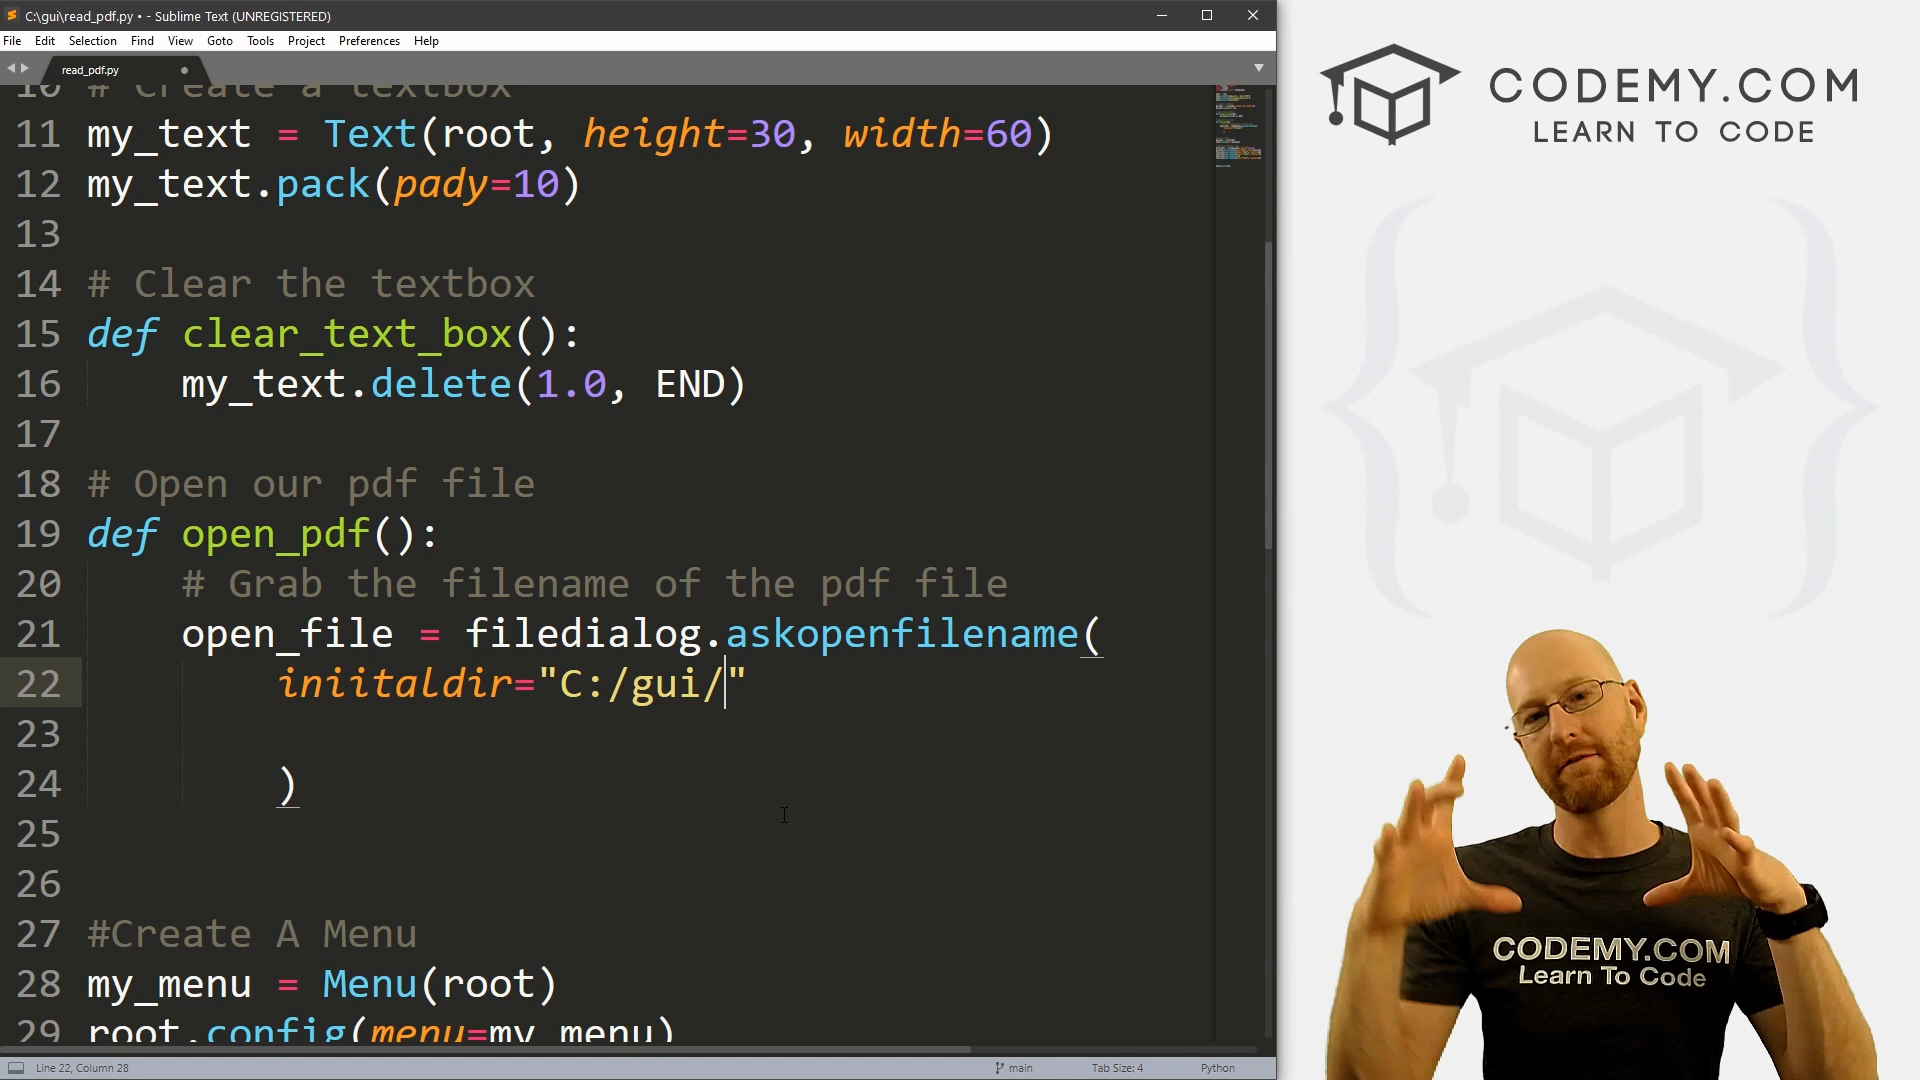 C:\gui\read_pdf.py • - Sublime Text (UNREGISTERED)
File Edit Selection Find View Goto Tools Project Preferences Help
read_pdf.py
10 # Create a textbox
11 my_text = Text(root, height=30, width=60)
12 my_text.pack(pady=10)
13
14 # Clear the textbox
15 def clear_text_box():
16 my_text.delete(1.0, END)
17
18 # Open our pdf file
19 def open_pdf():
20 # Grab the filename of the pdf file
21 open_file = filedialog.askopenfilename(
22 iniitaldir="C:/gui/"
23
24 )
25
26
27 #Create A Menu
28 my_menu = Menu(root)
29 root.config(menu=my_menu)
Line 22, Column 28
main
Tab Size: 4
Python
CODEMY.COM
LEARN TO CODE
CODEMY.COM
Learn To Code